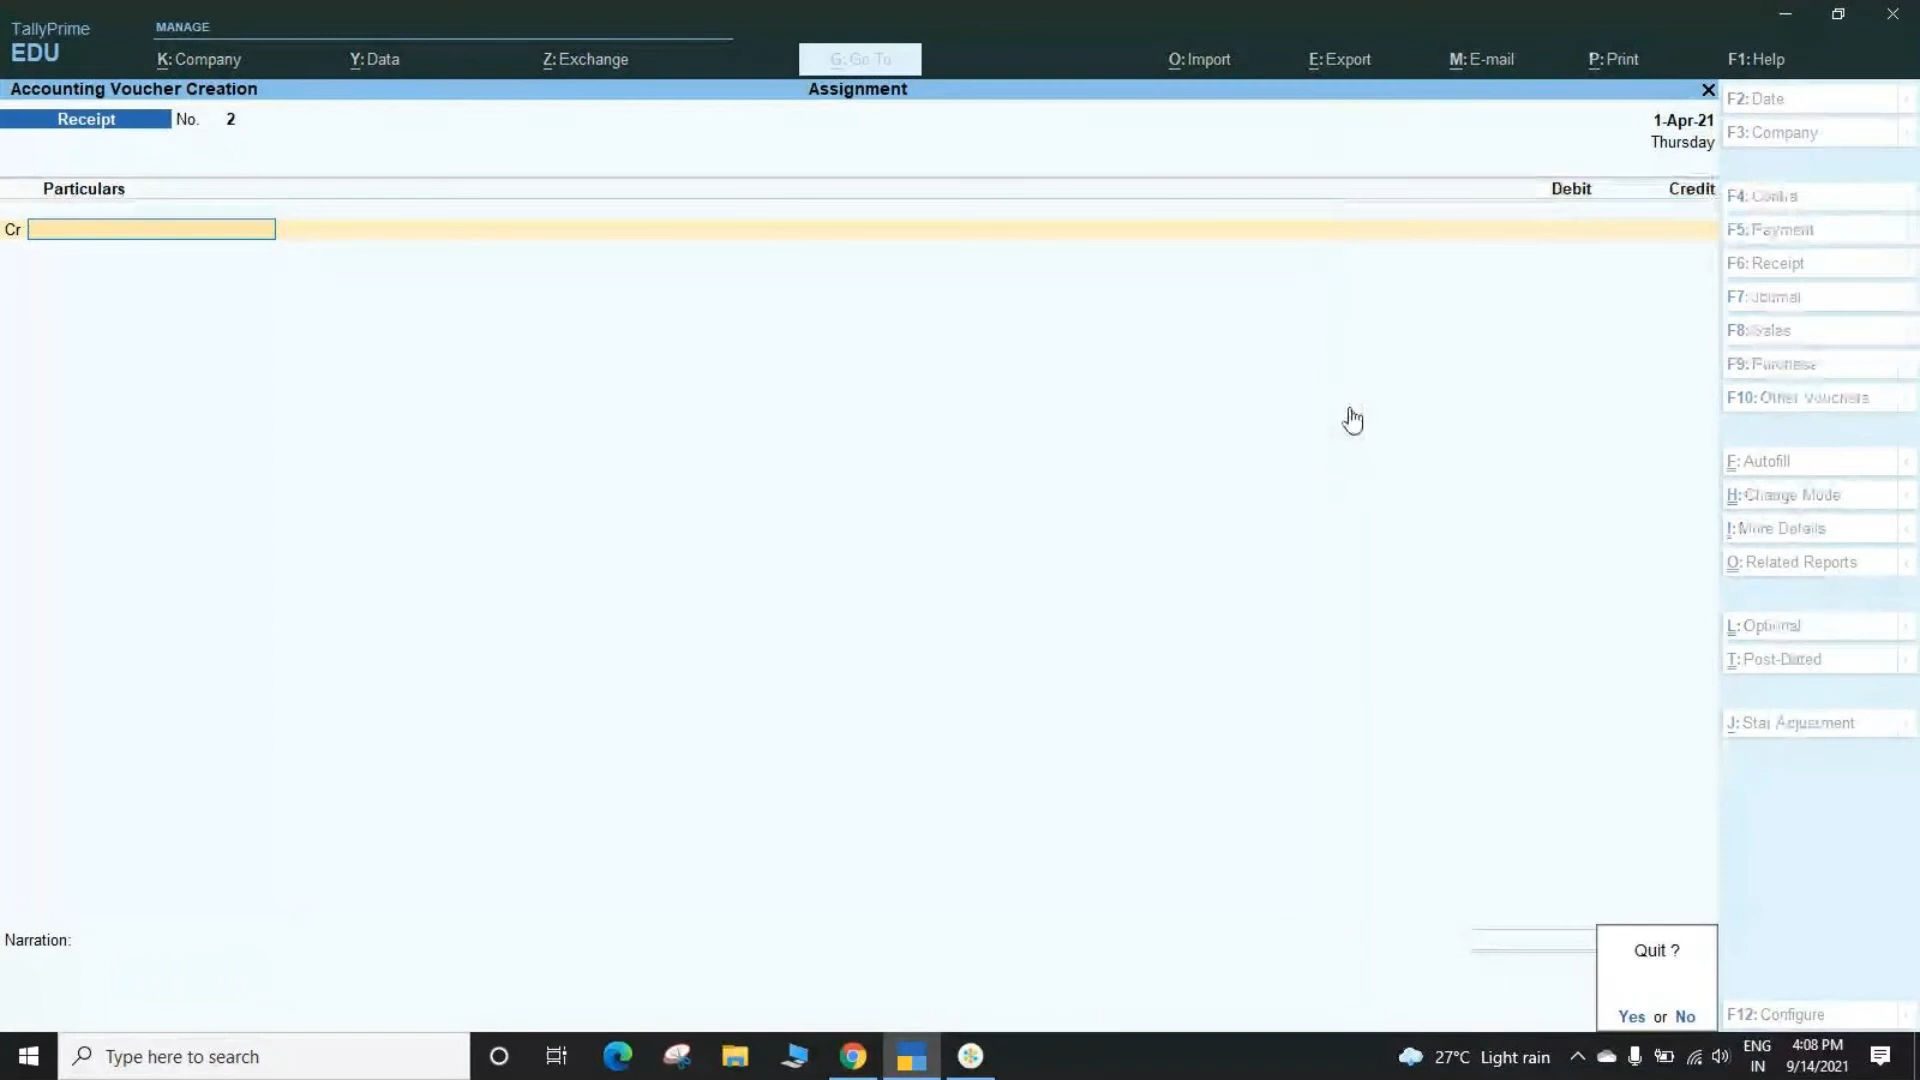 TallyPrime
EDU
MANAGE
K: Company
Y: Data
Z: Exchange
G: Go To
O: Import
E: Export
M: E-mail
P: Print
F1: Help
Accounting Voucher Creation
Assignment
Receipt No. 2
1-Apr-21
Thursday
Particulars
Debit
Credit
Cr
Narration:
Quit ?
Yes or No
F2: Date
F3: Company
F4: Contra
F5: Payment
F6: Receipt
F7: Journal
F8: Sales
F9: Purchase
F10: Other Vouchers
F: Autofill
H: Change Mode
I: More Details
O: Related Reports
L: Optional
T: Post-Dated
J: Stat Adjustment
F12: Configure
Type here to search
27°C Light rain
ENG
IN
4:08 PM
9/14/2021